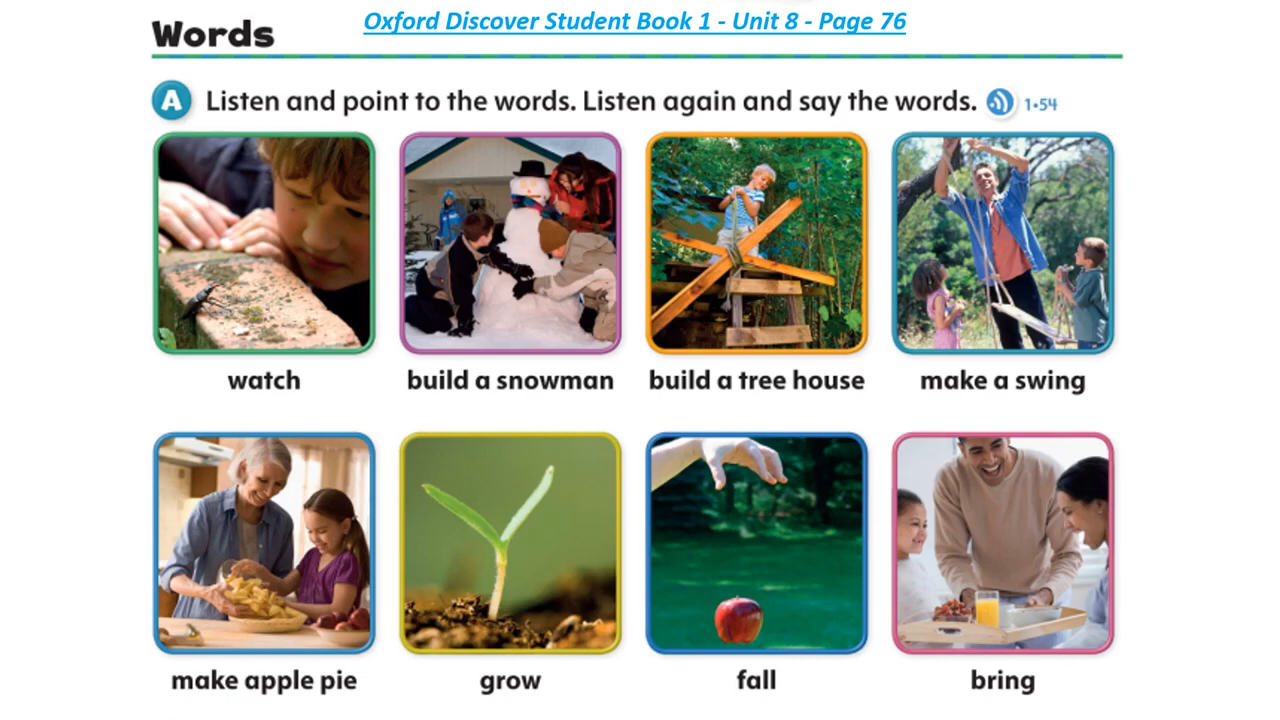 Oxford Discover Student Book 1 - Unit 8 - Page 76
Words
A Listen and point to the words. Listen again and say the words. 1•54
watch build a snowman build a tree house make a swing
make apple pie grow fall bring